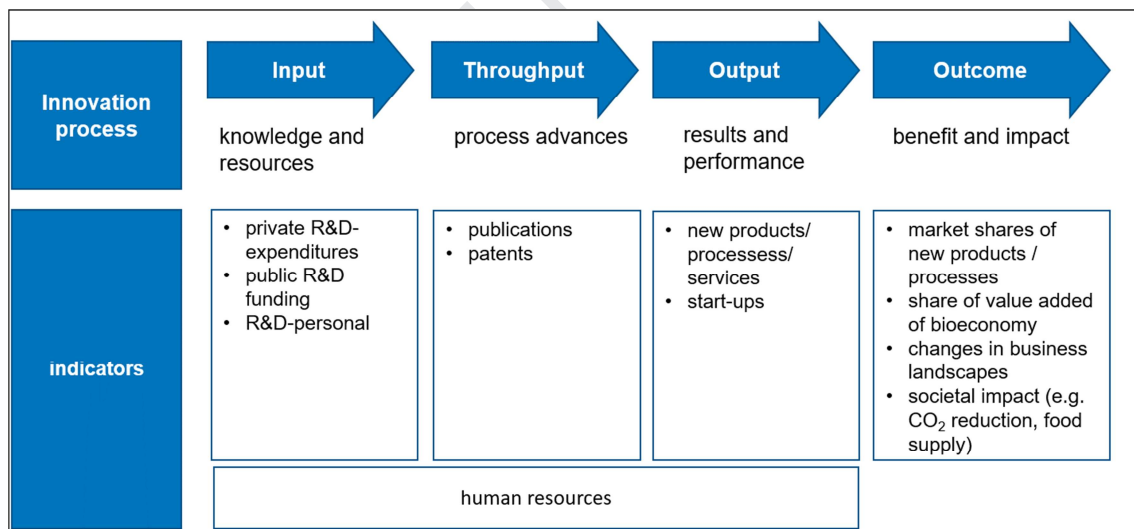 Innovation
process
Input
Throughput
Output
Outcome
knowledge and
resources
process advances
results and
performance
benefit and impact
indicators
• private R&D-
expenditures
• public R&D
funding
• R&D-personal
• publications
• patents
• new products/
processess/
services
• start-ups
• market shares of
new products /
processes
• share of value added
of bioeconomy
• changes in business
landscapes
• societal impact (e.g.
CO₂ reduction, food
supply)
human resources